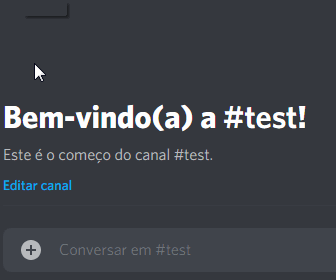 Bem-vindo(a) a #test!
Este é o começo do canal #test.
Editar canal
Conversar em #test